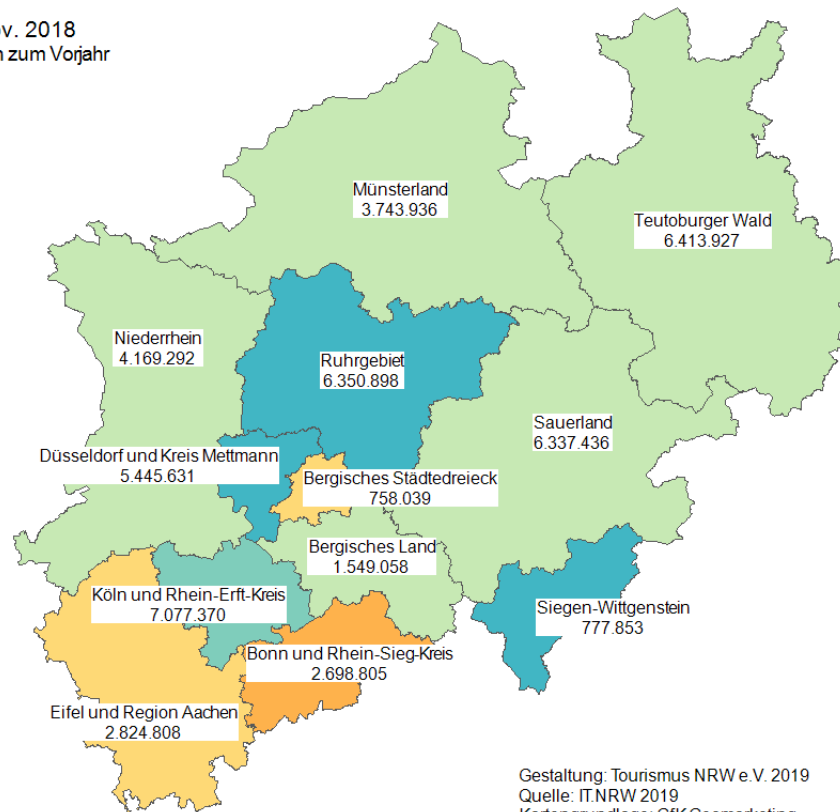 2018
zum Vorjahr
Münsterland
3.743.936
Teutoburger Wald
6.413.927
Niederrhein
4.169.292
Ruhrgebiet
6.350.898
Sauerland
6.337.436
Düsseldorf und Kreis Mettmann
5.445.631
Bergisches Städtedreieck
758.039
Bergisches Land
1.549.058
Köln und Rhein-Erft-Kreis
7.077.370
Siegen-Wittgenstein
777.853
Bonn und Rhein-Sieg-Kreis
2.698.805
Eifel und Region Aachen
2.824.808
Gestaltung: Tourismus NRW e.V. 2019
Quelle: IT.NRW 2019
Kartengrundlage: GfK Geomarketing